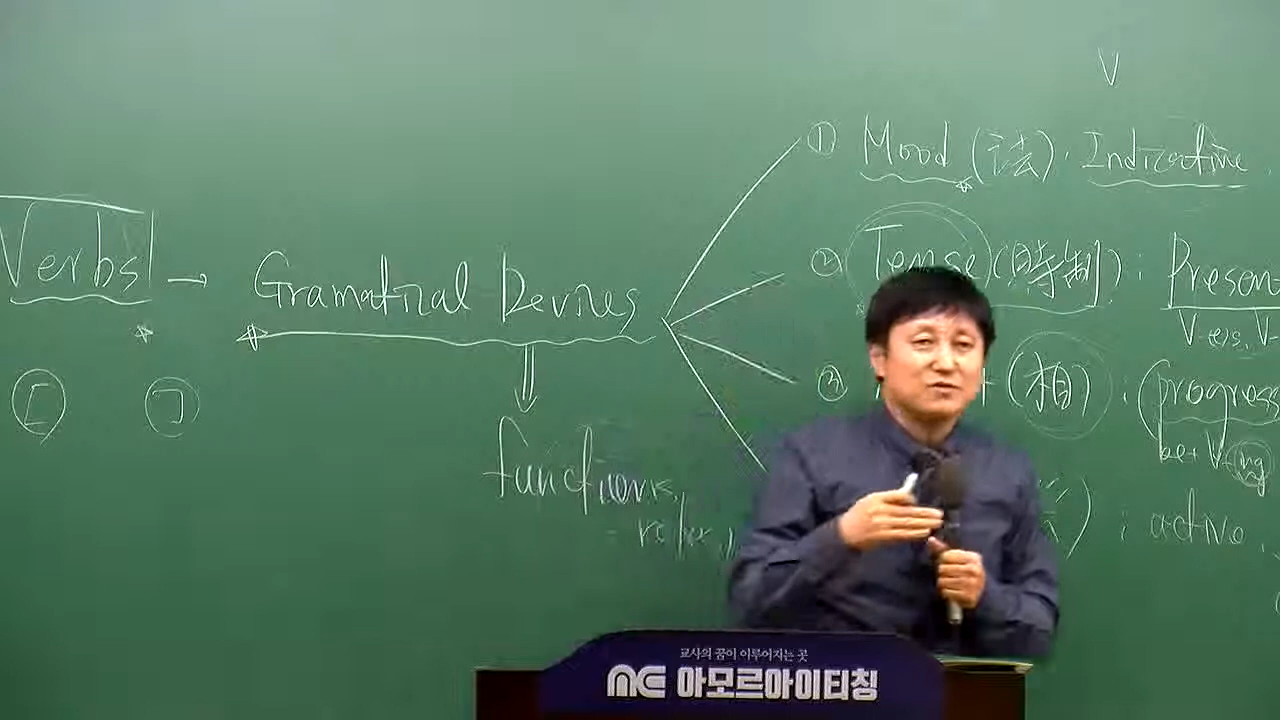 V
① Mood (法). Indicative
Verbs → Gramatical Devices
② Tense (時制) : Presen
V-e/s, V-
③ (相) : (progress
be+V-ing
functions
) : active,
교사의 꿈이 이루어지는 곳
아모르아이티칭